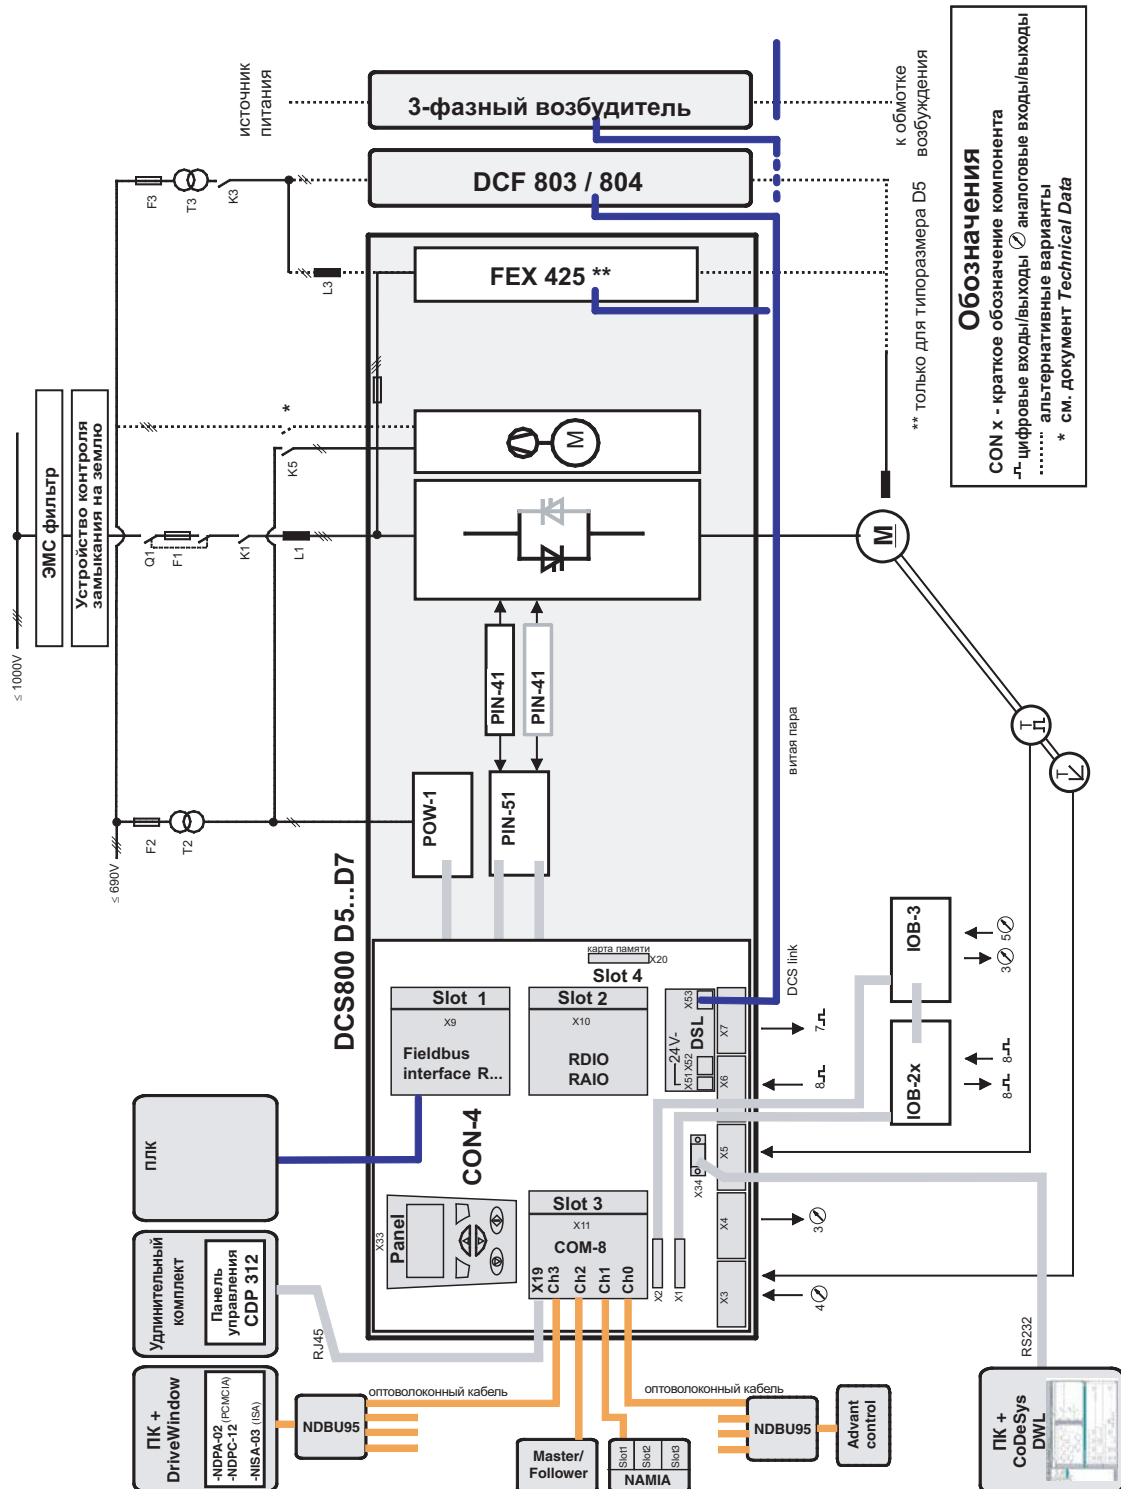 источник
питания
3-фазный возбудитель
к обмотке
возбуждения
DCF 803 / 804
F3
T3
K3
L3
FEX 425 **
** только для типоразмера D5
Обозначения
CON x - краткое обозначение компонента
цифровые входы/выходы
аналоговые входы/выходы
альтернативные варианты
* см. документ Technical Data
≤ 1000V
ЭМС фильтр
Устройство контроля
замыкания на землю
*
K5
M
Q1
F1
K1
L1
M
T
T
PIN-41
PIN-41
≤ 690V
F2
T2
POW-1
PIN-51
витая пара
DCS800 D5...D7
карта памяти
X20
Slot 4
DCS link
Slot 1
X9
Fieldbus
interface R...
Slot 2
X10
RDIO
RAIO
X53
DSL
24V
X51
X52
X7
X6
X5
X4
X3
7
8
IOB-3
3
5
IOB-2x
8
8
ПЛК
CON-4
X34
X33
Panel
Slot 3
X11
COM-8
X19
Ch3
Ch2
Ch1
Ch0
X2
X1
3
4
Удлинительный
комплект
Панель
управления
CDP 312
RJ45
RS232
ПК +
DriveWindow
-NDPA-02 (PCMCIA)
-NDPC-12
-NISA-03 (ISA)
оптоволоконный кабель
NDBU95
Master/
Follower
Slot1
Slot2
Slot3
NAMIA
оптоволоконный кабель
NDBU95
Advant
control
ПК +
CoDeSys
DWL